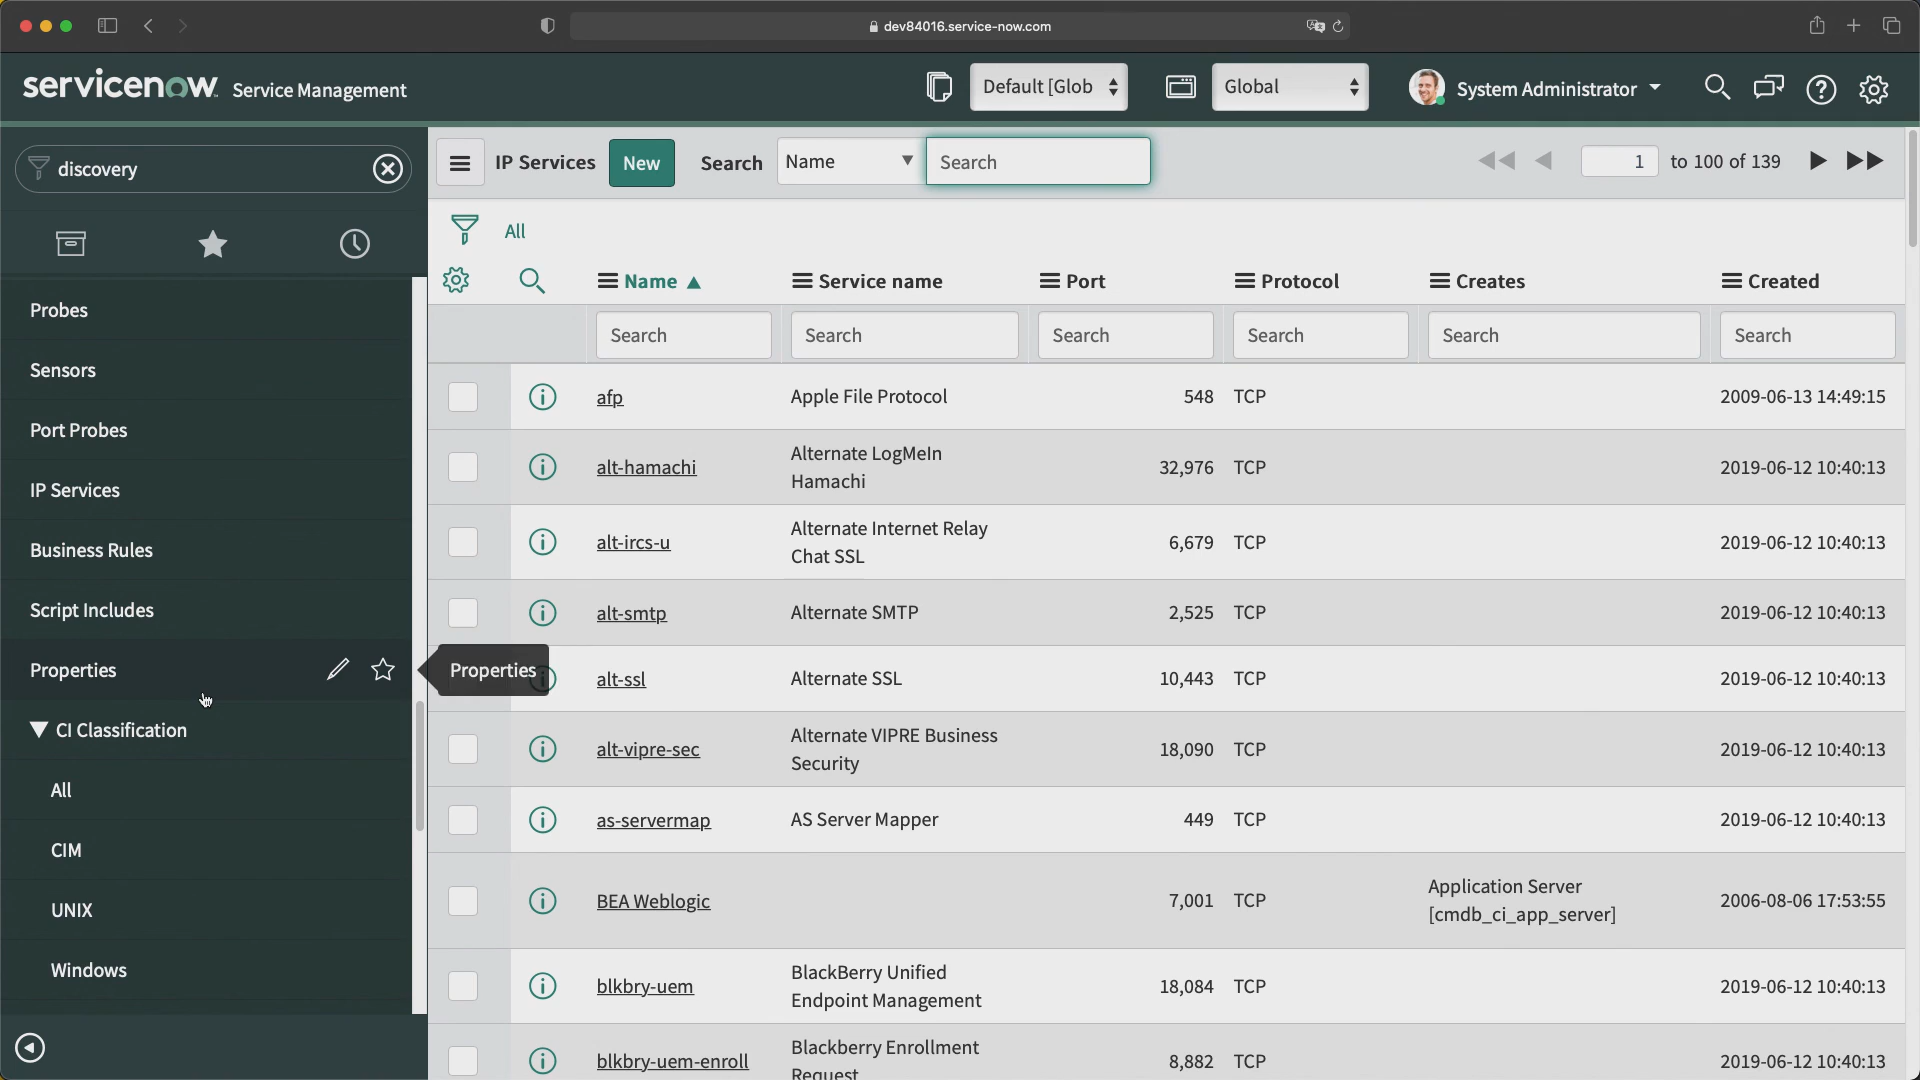 dev84016.service-now.com
servicenow Service Management
Default [Glob
Global
System Administrator
discovery
Probes
Sensors
Port Probes
IP Services
Business Rules
Script Includes
Properties
CI Classification
All
CIM
UNIX
Windows
Properties
IP Services New Search Name Search 1 to 100 of 139
All
Name Service name Port Protocol Creates Created
Search Search Search Search Search Search
afp Apple File Protocol 548 TCP 2009-06-13 14:49:15
alt-hamachi Alternate LogMeIn Hamachi 32,976 TCP 2019-06-12 10:40:13
alt-ircs-u Alternate Internet Relay Chat SSL 6,679 TCP 2019-06-12 10:40:13
alt-smtp Alternate SMTP 2,525 TCP 2019-06-12 10:40:13
alt-ssl Alternate SSL 10,443 TCP 2019-06-12 10:40:13
alt-vipre-sec Alternate VIPRE Business Security 18,090 TCP 2019-06-12 10:40:13
as-servermap AS Server Mapper 449 TCP 2019-06-12 10:40:13
BEA Weblogic 7,001 TCP Application Server [cmdb_ci_app_server] 2006-08-06 17:53:55
blkbry-uem BlackBerry Unified Endpoint Management 18,084 TCP 2019-06-12 10:40:13
blkbry-uem-enroll Blackberry Enrollment Request 8,882 TCP 2019-06-12 10:40:13